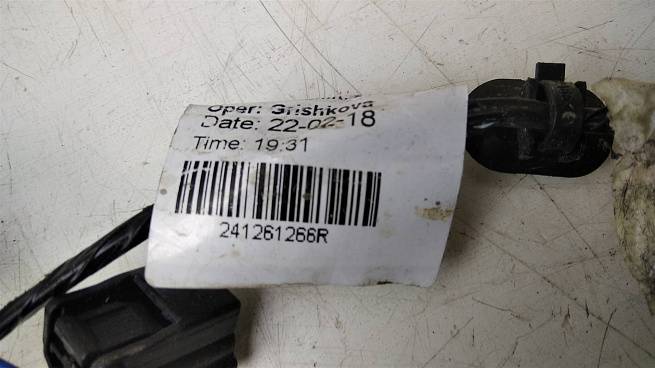 Oper: Grishkova
Date: 22-02-18
Time: 19:31
241261266R